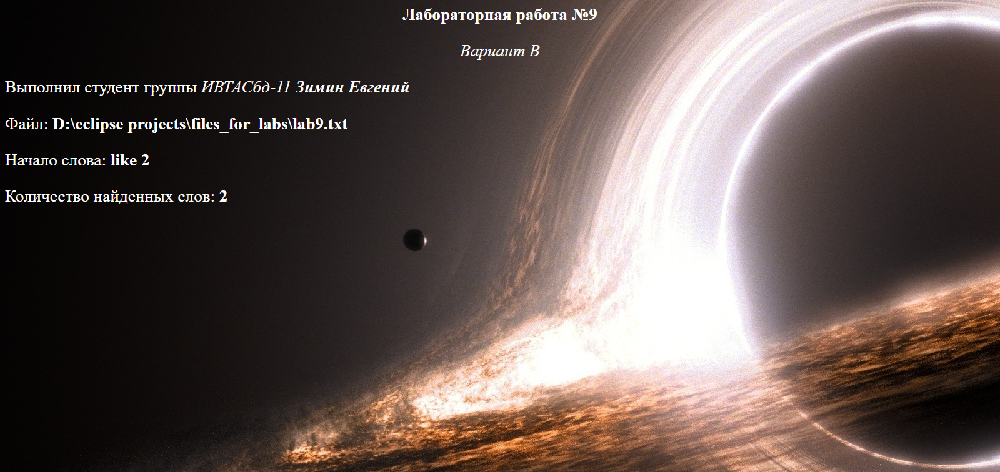 Лабораторная работа №9
Вариант В
Выполнил студент группы ИВТАСбд-11 Зимин Евгений
Файл: D:\eclipse projects\files_for_labs\lab9.txt
Начало слова: like 2
Количество найденных слов: 2